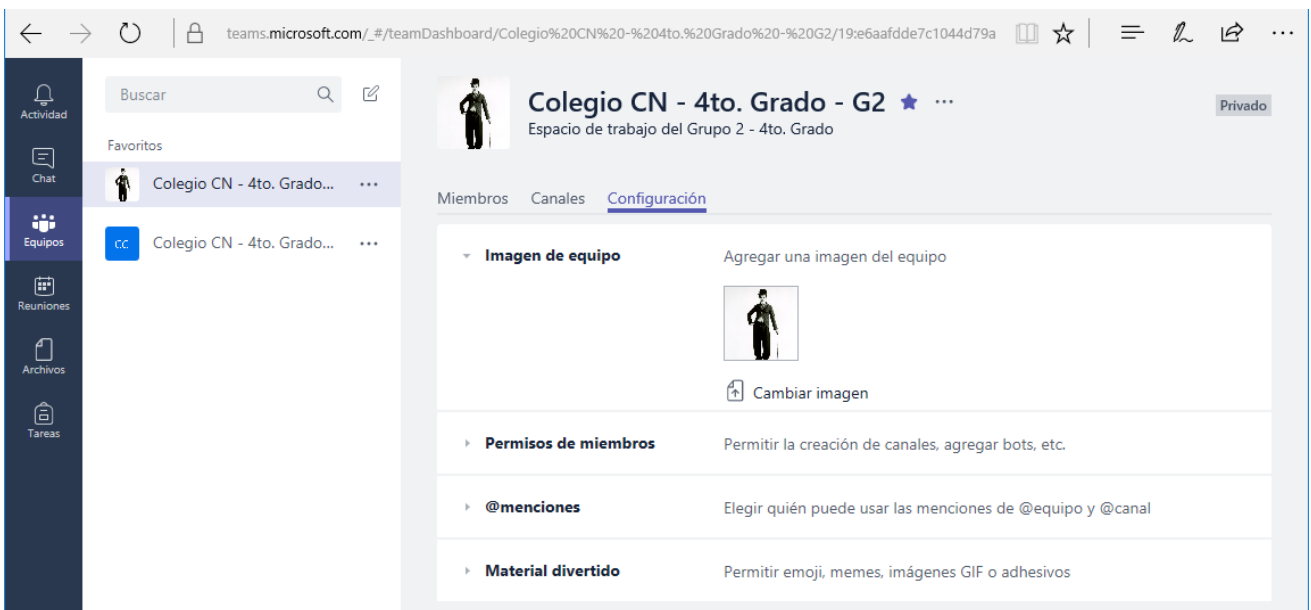 teams.microsoft.com/_#/teamDashboard/Colegio%20CN%20-%204to.%20Grado%20-%20G2/19:e6aafdde7c1044d79a
Actividad
Chat
Equipos
Reuniones
Archivos
Tareas
Buscar
Favoritos
Colegio CN - 4to. Grado... ...
CC Colegio CN - 4to. Grado... ...
Colegio CN - 4to. Grado - G2 ...
Privado
Espacio de trabajo del Grupo 2 - 4to. Grado
Miembros Canales Configuración
Imagen de equipo Agregar una imagen del equipo
Cambiar imagen
Permisos de miembros Permitir la creación de canales, agregar bots, etc.
@menciones Elegir quién puede usar las menciones de @equipo y @canal
Material divertido Permitir emoji, memes, imágenes GIF o adhesivos